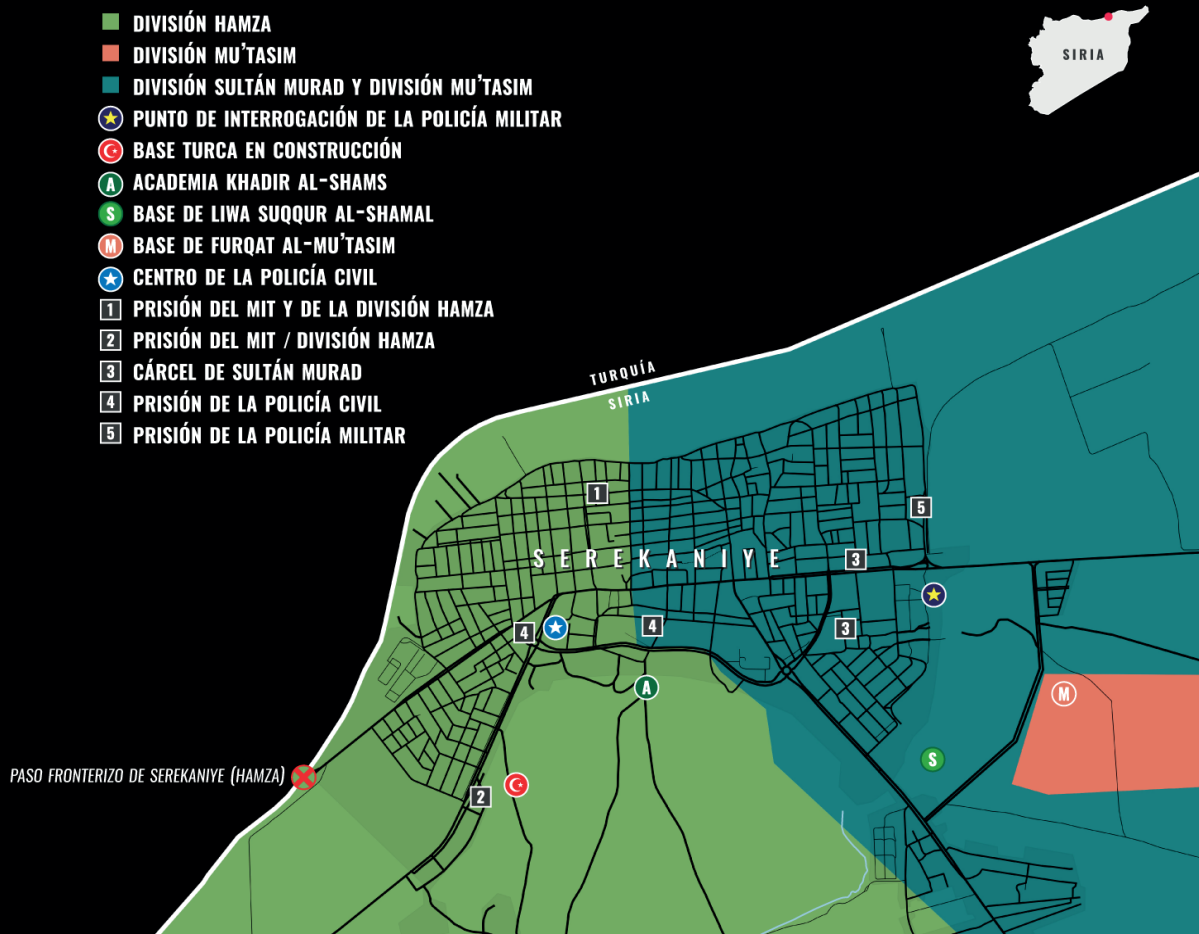 DIVISIÓN HAMZA
DIVISIÓN MU'TASIM
DIVISIÓN SULTÁN MURAD Y DIVISIÓN MU'TASIM
PUNTO DE INTERROGACIÓN DE LA POLICÍA MILITAR
BASE TURCA EN CONSTRUCCIÓN
A ACADEMIA KHADIR AL-SHAMS
S BASE DE LIWA SUQQUR AL-SHAMAL
M BASE DE FURQAT AL-MU'TASIM
CENTRO DE LA POLICÍA CIVIL
1 PRISIÓN DEL MIT Y DE LA DIVISIÓN HAMZA
2 PRISIÓN DEL MIT / DIVISIÓN HAMZA
3 CÁRCEL DE SULTÁN MURAD
4 PRISIÓN DE LA POLICÍA CIVIL
5 PRISIÓN DE LA POLICÍA MILITAR
SIRIA
TURQUÍA
SIRIA
1
5
SEREKANIYE
3
4
4
3
A
M
S
PASO FRONTERIZO DE SEREKANIYE (HAMZA)
2